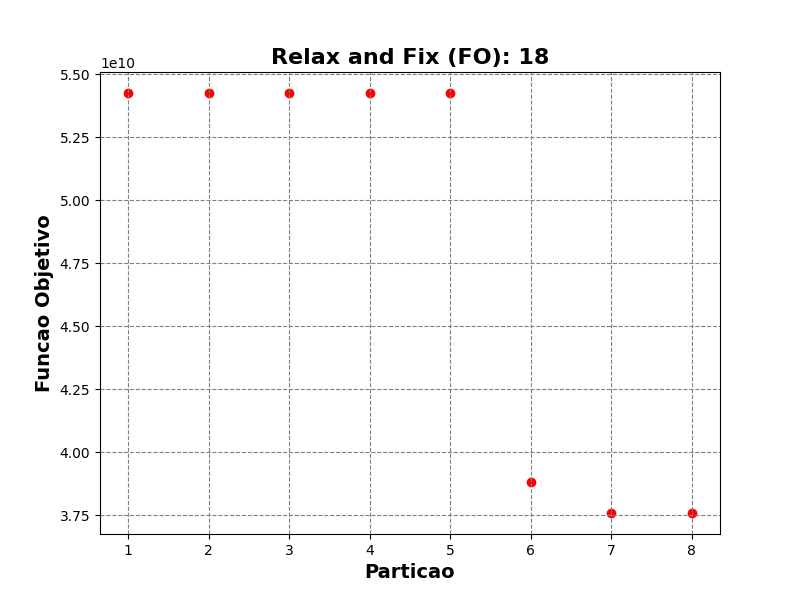 Relax and Fix (FO): 18
1e10
5.50
5.25
5.00
4.75
4.50
4.25
4.00
3.75
Funcao Objetivo
1 2 3 4 5 6 7 8
Particao